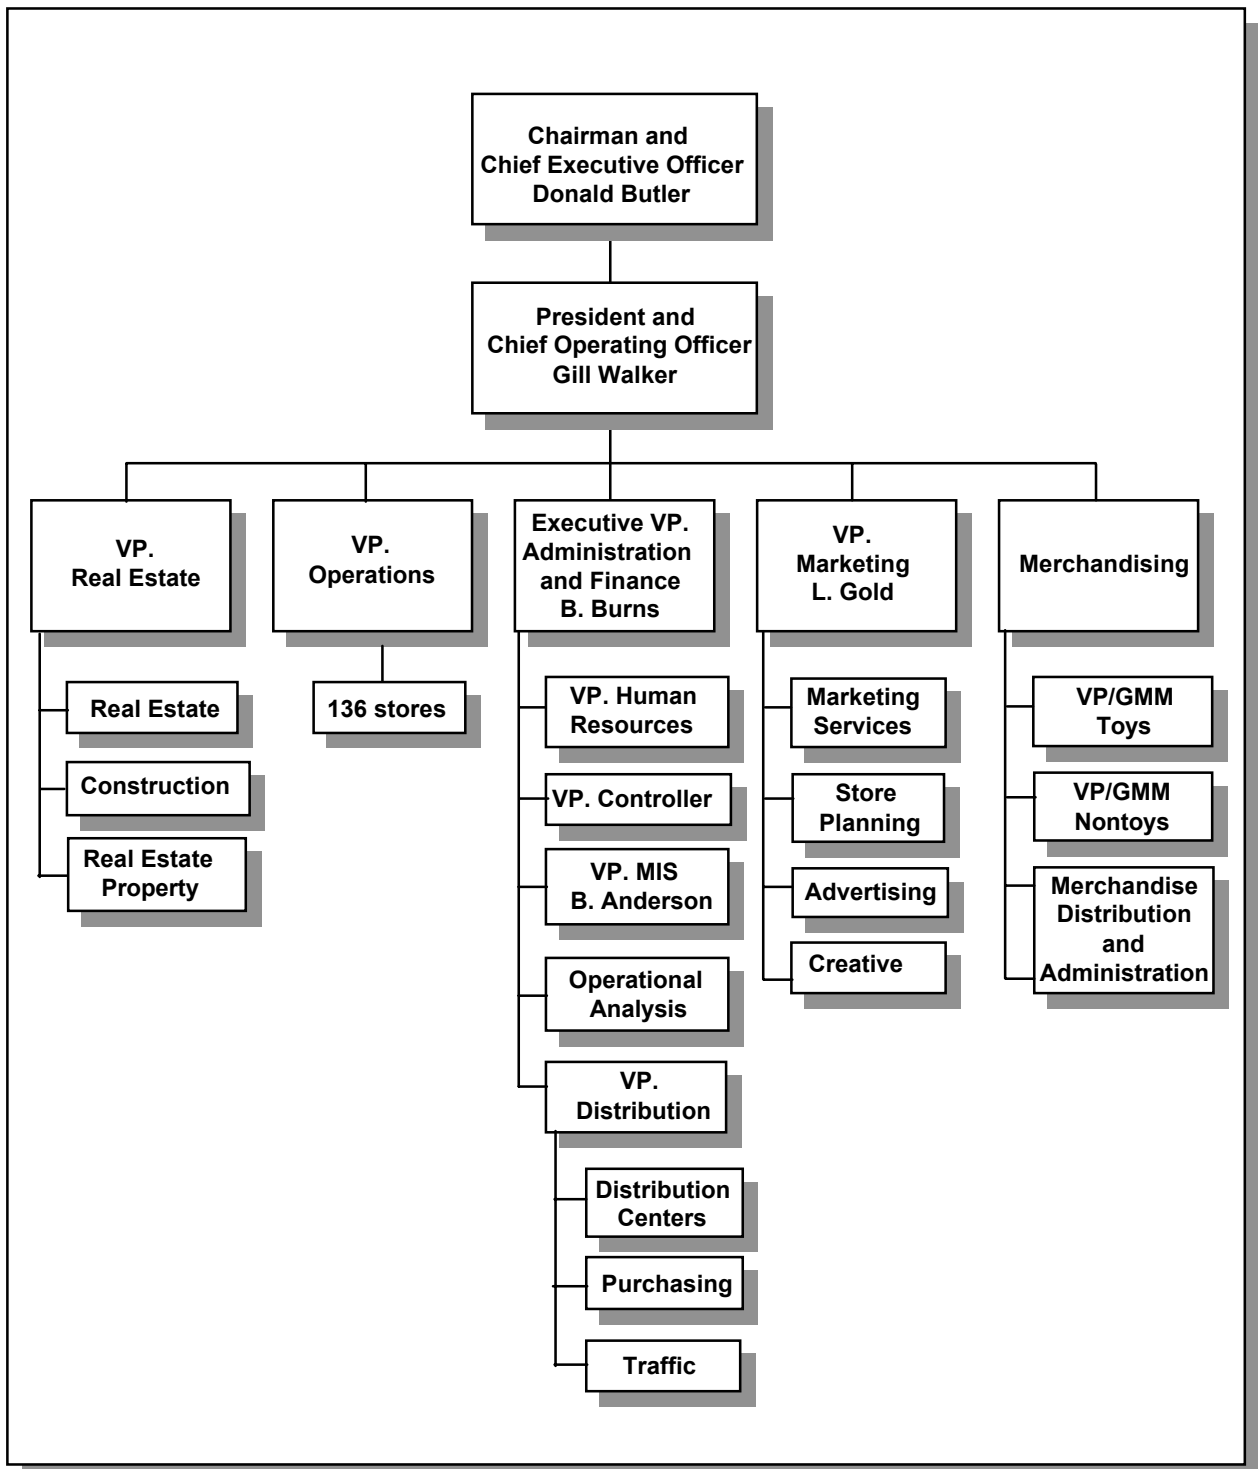 Chairman and
Chief Executive Officer
Donald Butler
President and
Chief Operating Officer
Gill Walker
VP.
Real Estate
Real Estate
Construction
Real Estate
Property
VP.
Operations
136 stores
Executive VP.
Administration
and Finance
B. Burns
VP. Human
Resources
VP. Controller
VP. MIS
B. Anderson
Operational
Analysis
VP.
Distribution
Distribution
Centers
Purchasing
Traffic
VP.
Marketing
L. Gold
Marketing
Services
Store
Planning
Advertising
Creative
Merchandising
VP/GMM
Toys
VP/GMM
Nontoys
Merchandise
Distribution
and
Administration